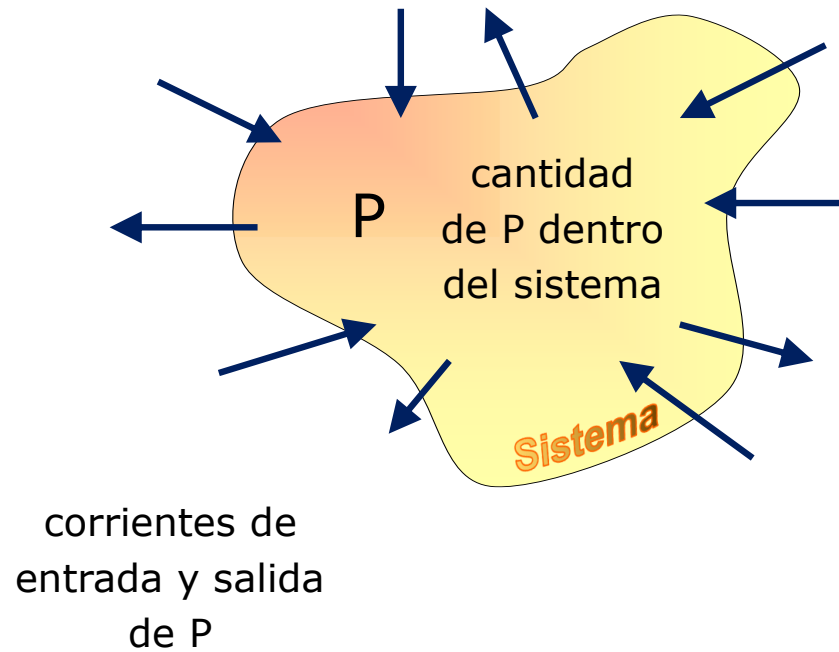 P
cantidad
de P dentro
del sistema
Sistema
corrientes de
entrada y salida
de P